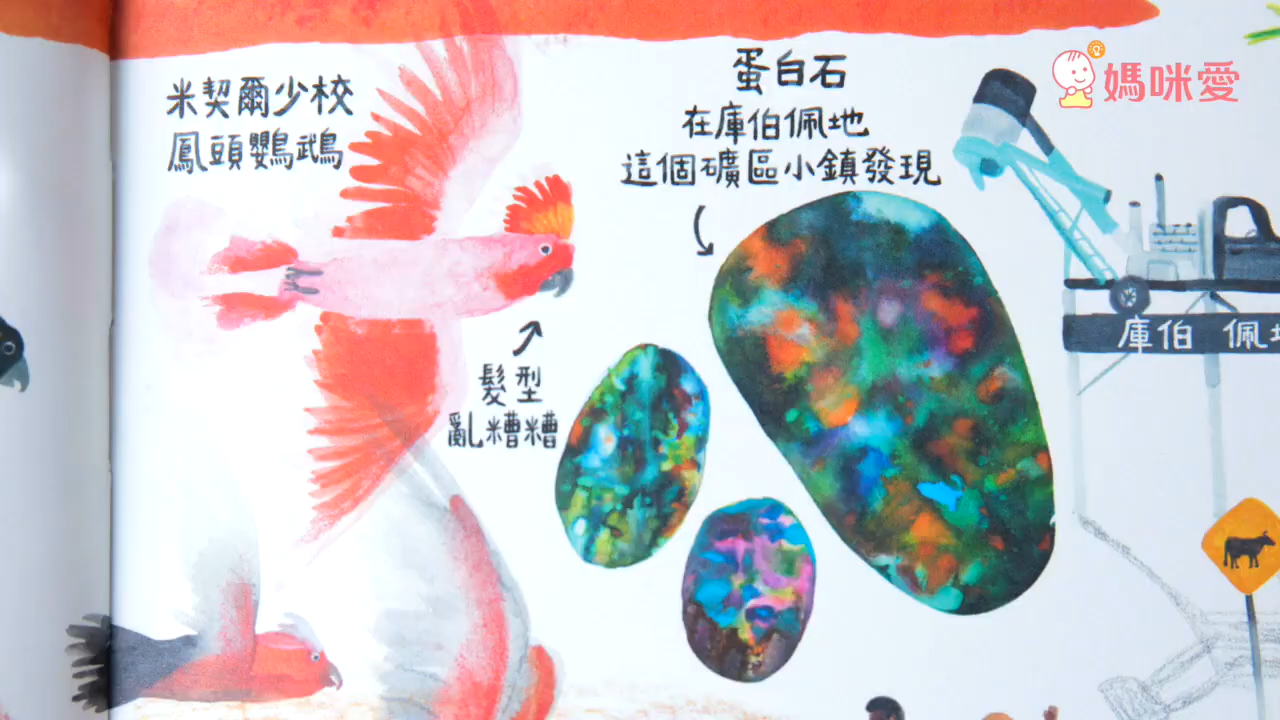 米契爾少校
鳳頭鸚鵡
髮型
亂糟糟
蛋白石
在庫伯佩地
這個礦區小鎮發現
媽咪愛
庫伯 佩地